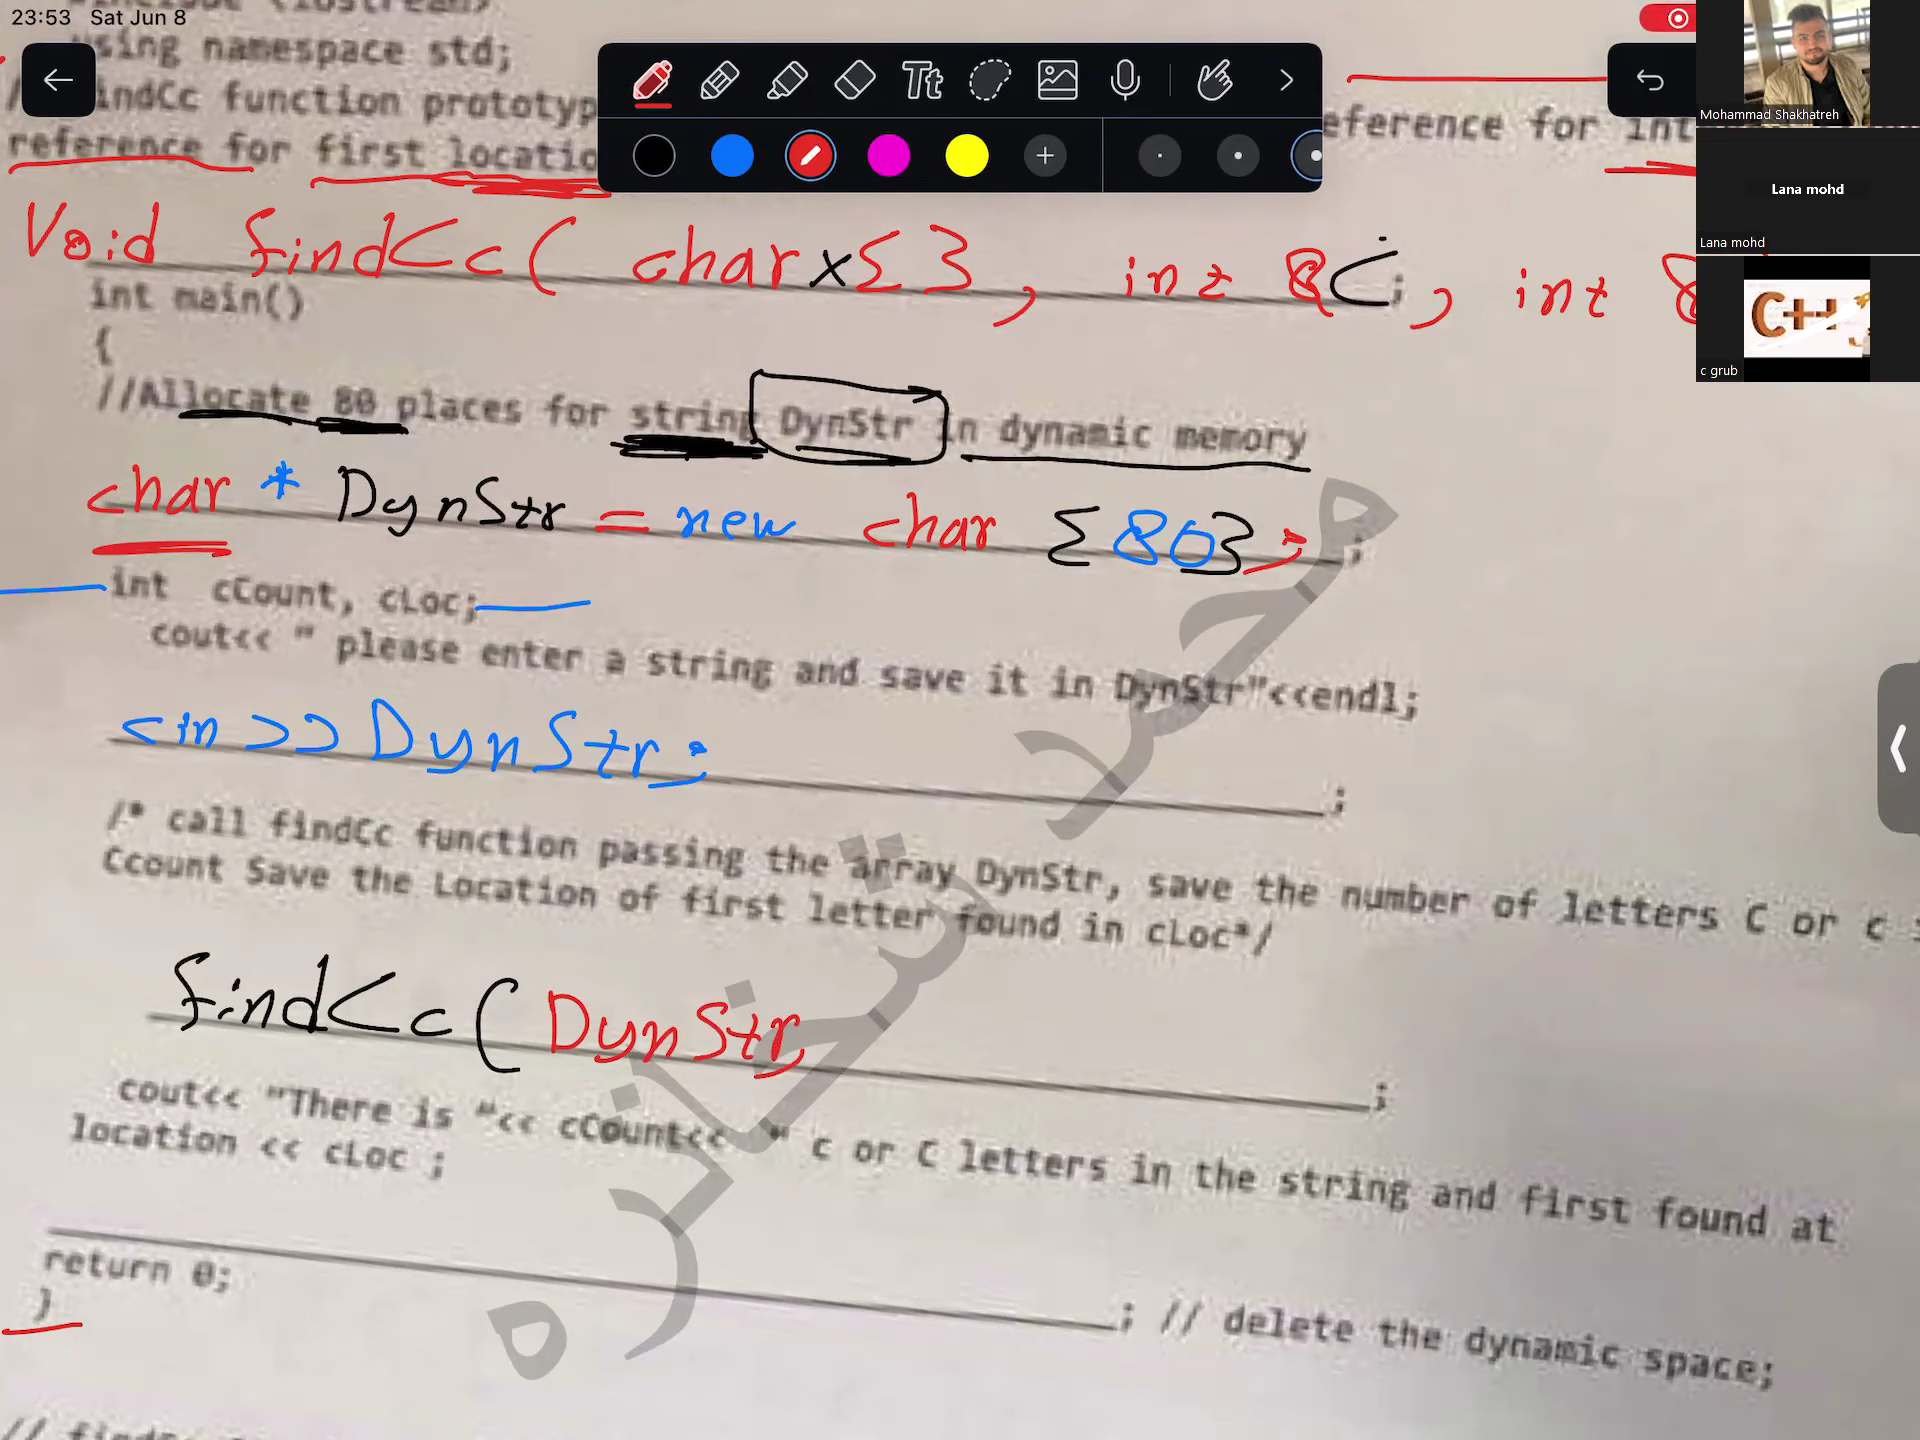 23:53 Sat Jun 8
using namespace std;
indCc function prototyp
eference for int
reference for first locatio
Tt
Mohammad Shakhatreh
Lana mohd
Lana mohd
C++
c grub
Void findCc( char x[ ], int &C, int &
;
int main()
{
//Allocate 80 places for string DynStr in dynamic memory
char * DynStr = new char [80];
;
int cCount, cLoc;
cout<< " please enter a string and save it in DynStr"<<endl;
cin >> DynStr;
;
/* call findCc function passing the array DynStr, save the number of letters C or c
Ccount Save the Location of first letter found in cLoc*/
findCc( DynStr
;
cout<< "There is "<< cCount<< " c or C letters in the string and first found at
location << cLoc ;
; // delete the dynamic space;
return 0;
}
محمد شخاتره